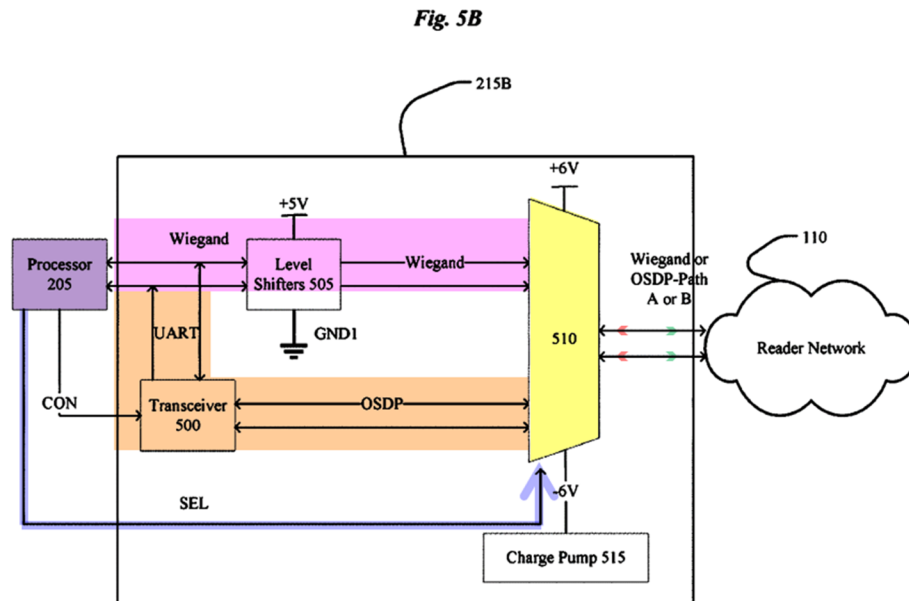 Fig. 5B
215B
+6V
+5V
110
Wiegand
Processor
205
Level
Shifters 505
Wiegand
Wiegand or
OSDP-Path
A or B
UART
GND1
510
Reader Network
CON
Transceiver
500
OSDP
SEL
-6V
Charge Pump 515